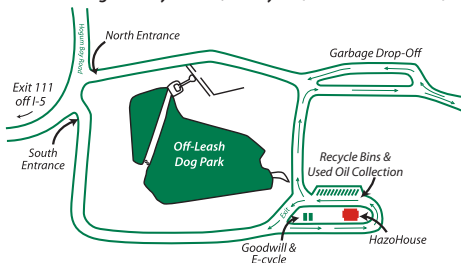 Hogum Bay Road
North Entrance
Garbage Drop-Off
Exit 111
off I-5
South
Entrance
Off-Leash
Dog Park
Recycle Bins &
Used Oil Collection
Exit
Goodwill &
E-cycle
HazoHouse